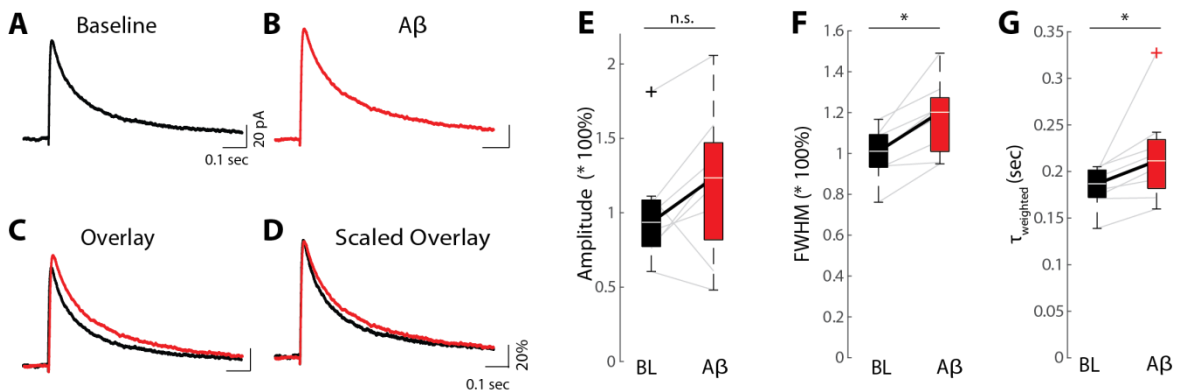 A Baseline
20 pA
0.1 sec
B Aβ
C Overlay
D Scaled Overlay
20%
0.1 sec
E
n.s.
Amplitude (* 100%)
2
1.5
1
0.5
0
BL Aβ
F
*
FWHM (* 100%)
1.6
1.4
1.2
1
0.8
0.6
0.4
0.2
0
BL Aβ
G
*
τweighted (sec)
0.35
0.3
0.25
0.2
0.15
0.1
0.05
0
BL Aβ